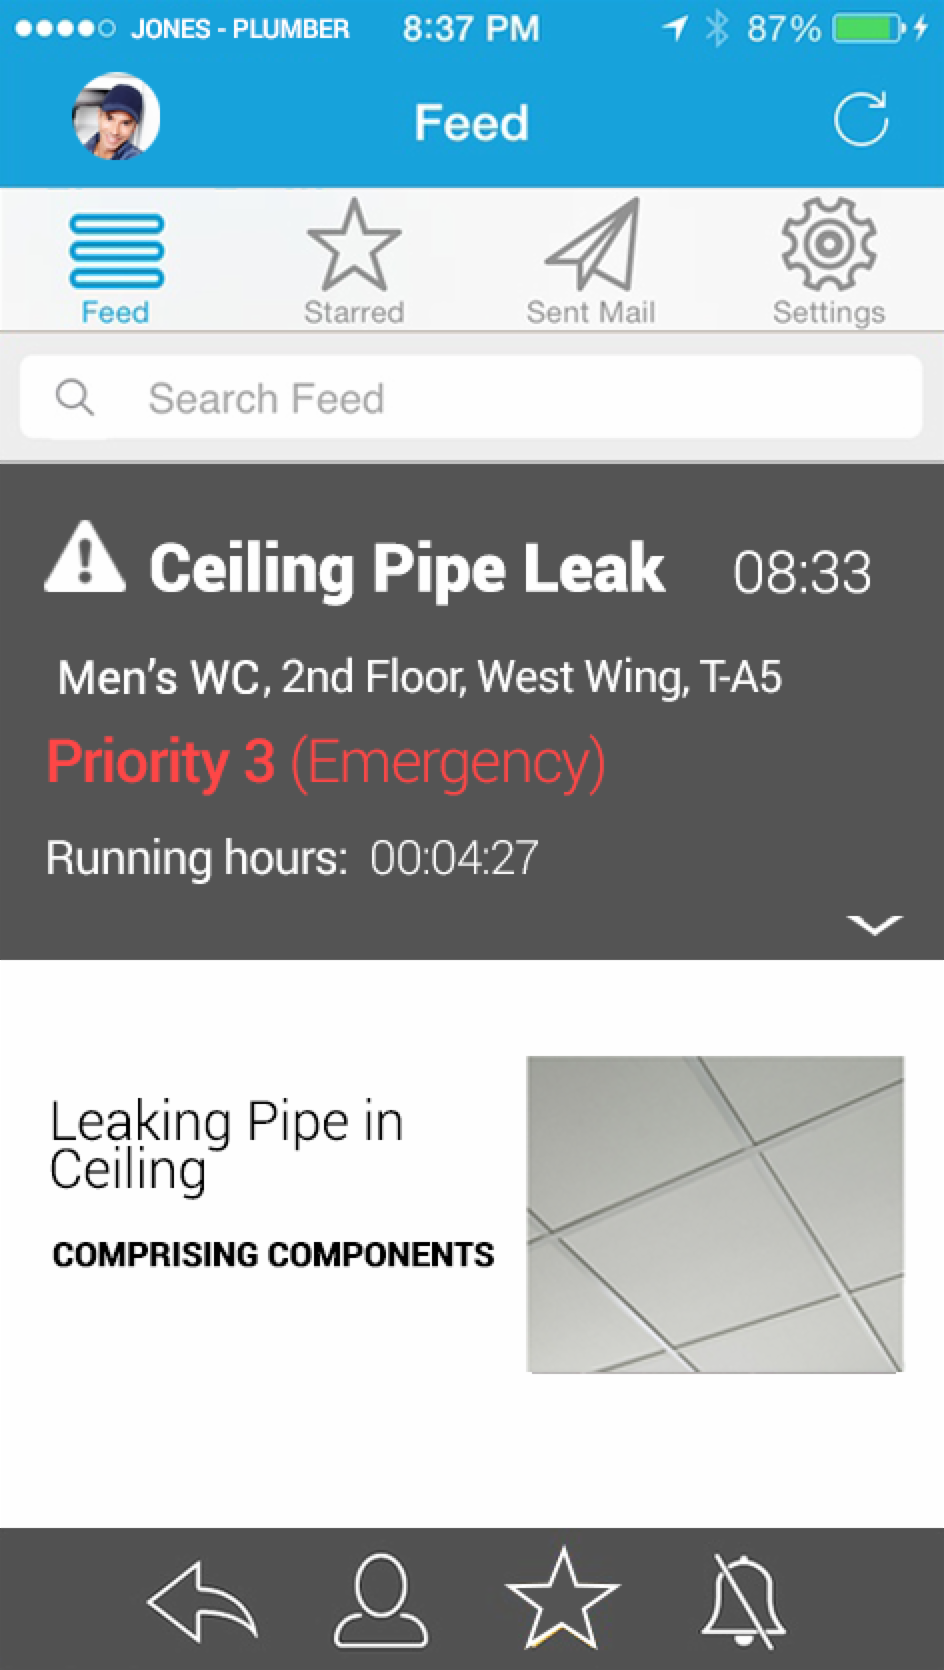 JONES - PLUMBER 8:37 PM 87%
Feed
Feed Starred Sent Mail Settings
Search Feed
Ceiling Pipe Leak 08:33
Men’s WC, 2nd Floor, West Wing, T-A5
Priority 3 (Emergency)
Running hours: 00:04:27
Leaking Pipe in
Ceiling
COMPRISING COMPONENTS